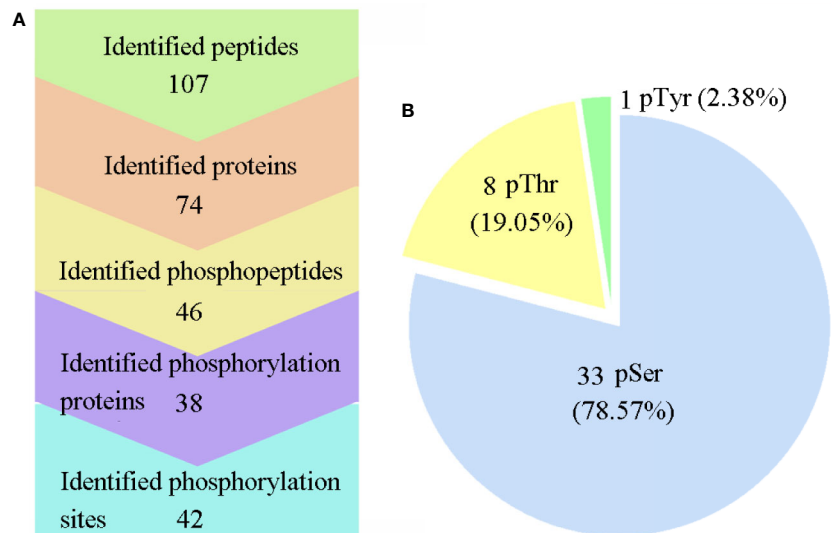 A
Identified peptides
107
Identified proteins
74
Identified phosphopeptides
46
Identified phosphorylation
proteins 38
Identified phosphorylation
sites 42
B
1 pTyr (2.38%)
8 pThr
(19.05%)
33 pSer
(78.57%)